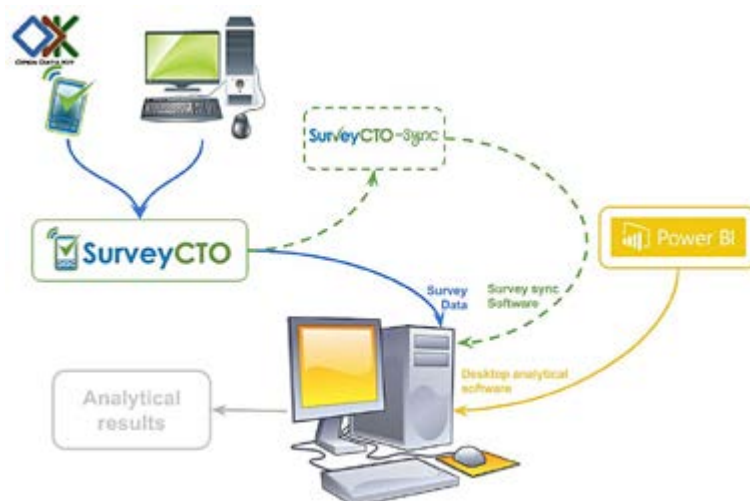 OPEN DATA KIT
SurveyCTO-Sync
SurveyCTO
Power BI
Survey
Data
Survey sync
Software
Desktop analytical
software
Analytical
results